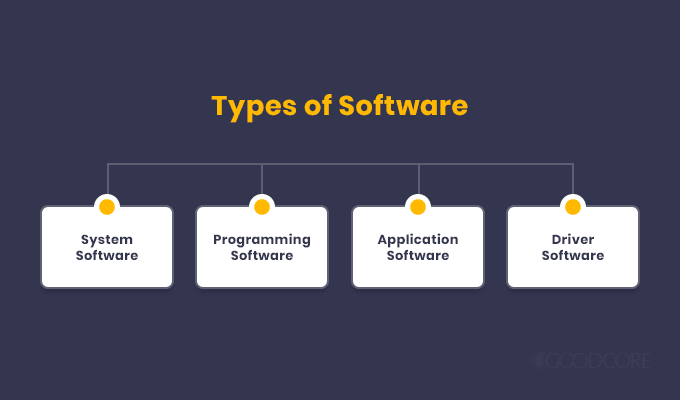 Types of Software
System
Software
Programming
Software
Application
Software
Driver
Software
GOODCORE